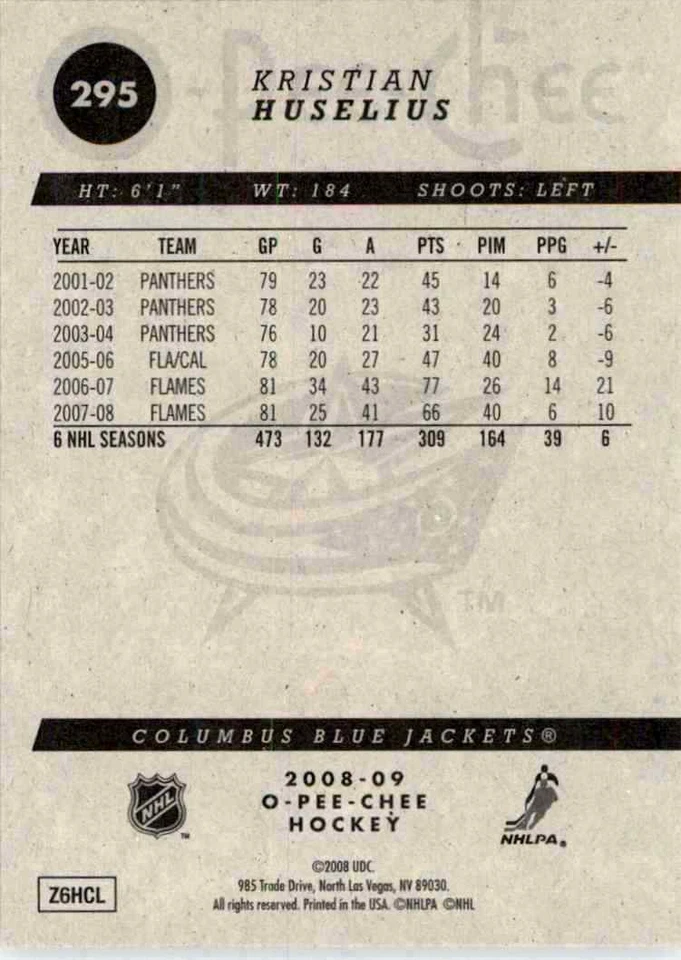 295
KRISTIAN
HUSELIUS
O-Pee-Chee
HT: 6'1" WT: 184 SHOOTS: LEFT
YEAR TEAM GP G A PTS PIM PPG +/-
2001-02 PANTHERS 79 23 22 45 14 6 -4
2002-03 PANTHERS 78 20 23 43 20 3 -6
2003-04 PANTHERS 76 10 21 31 24 2 -6
2005-06 FLA/CAL 78 20 27 47 40 8 -9
2006-07 FLAMES 81 34 43 77 26 14 21
2007-08 FLAMES 81 25 41 66 40 6 10
6 NHL SEASONS 473 132 177 309 164 39 6
TM
COLUMBUS BLUE JACKETS®
NHL
TM
2008-09
O-PEE-CHEE
HOCKEY
NHLPA®
©2008 UDC.
985 Trade Drive, North Las Vegas, NV 89030.
All rights reserved. Printed in the USA. ©NHLPA ©NHL
Z6HCL